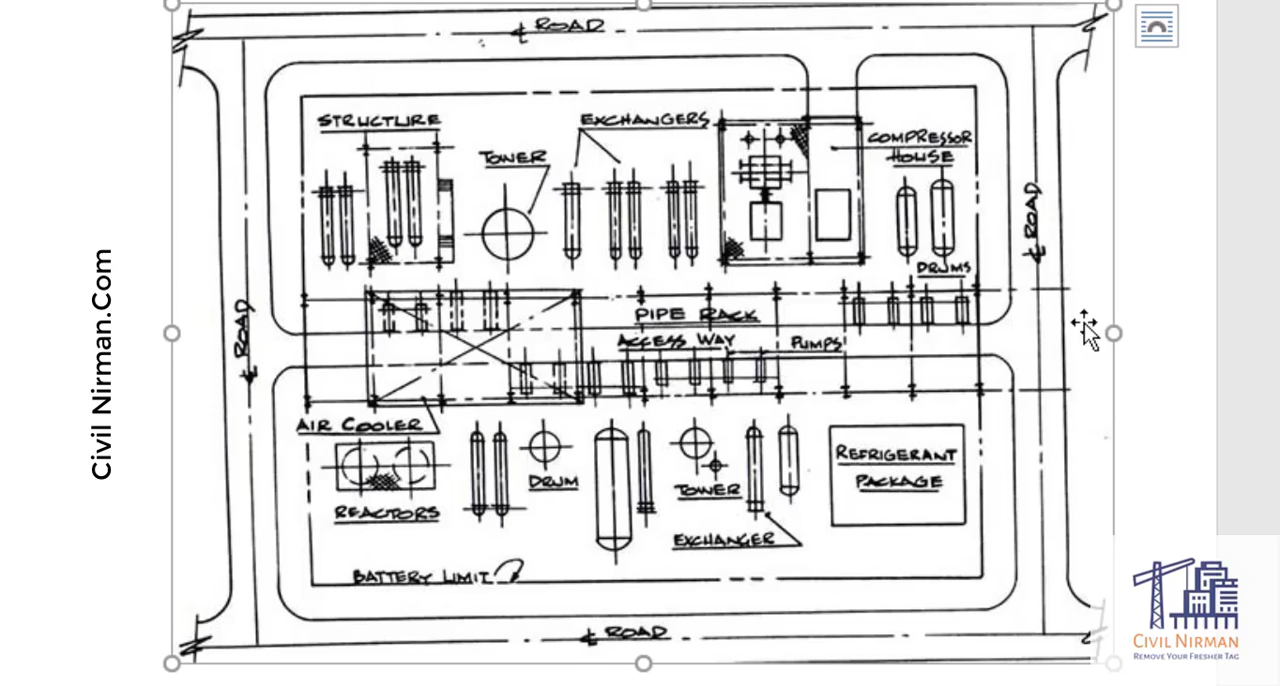 ROAD
STRUCTURE
EXCHANGERS
TOWER
COMPRESSOR
HOUSE
ROAD
DRUMS
Civil Nirman.Com
ROAD
PIPE RACK
ACCESS WAY
PUMPS
AIR COOLER
REFRIGERANT
PACKAGE
DRUM
TOWER
REACTORS
EXCHANGER
BATTERY LIMIT
ROAD
CIVIL NIRMAN
REMOVE YOUR FRESHER TAG